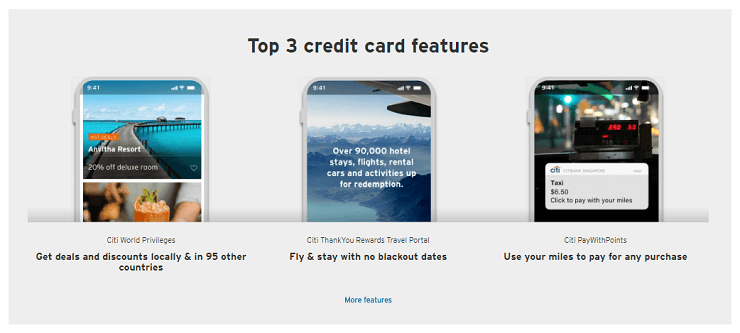 Top 3 credit card features
9:41
HOT DEALS
Anvitha Resort
20% off deluxe room
9:41
Over 90,000 hotel
stays, flights, rental
cars and activities up
for redemption.
9:41
citi CITIBANK SINGAPORE
Taxi
$6.50
Click to pay with your miles
Citi World Privileges
Get deals and discounts locally & in 95 other
countries
Citi ThankYou Rewards Travel Portal
Fly & stay with no blackout dates
Citi PayWithPoints
Use your miles to pay for any purchase
More features